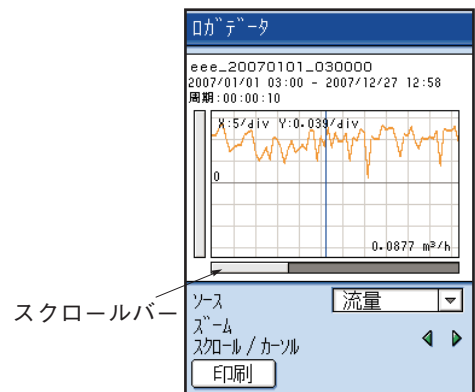 ロガデータ
eee_20070101_030000
2007/01/01 03:00 - 2007/12/27 12:58
周期:00:00:10
X:5/div Y:0.039/div
0
0.0877 m³/h
スクロールバー
ソース 流量
ズーム
スクロール / カーソル
印刷